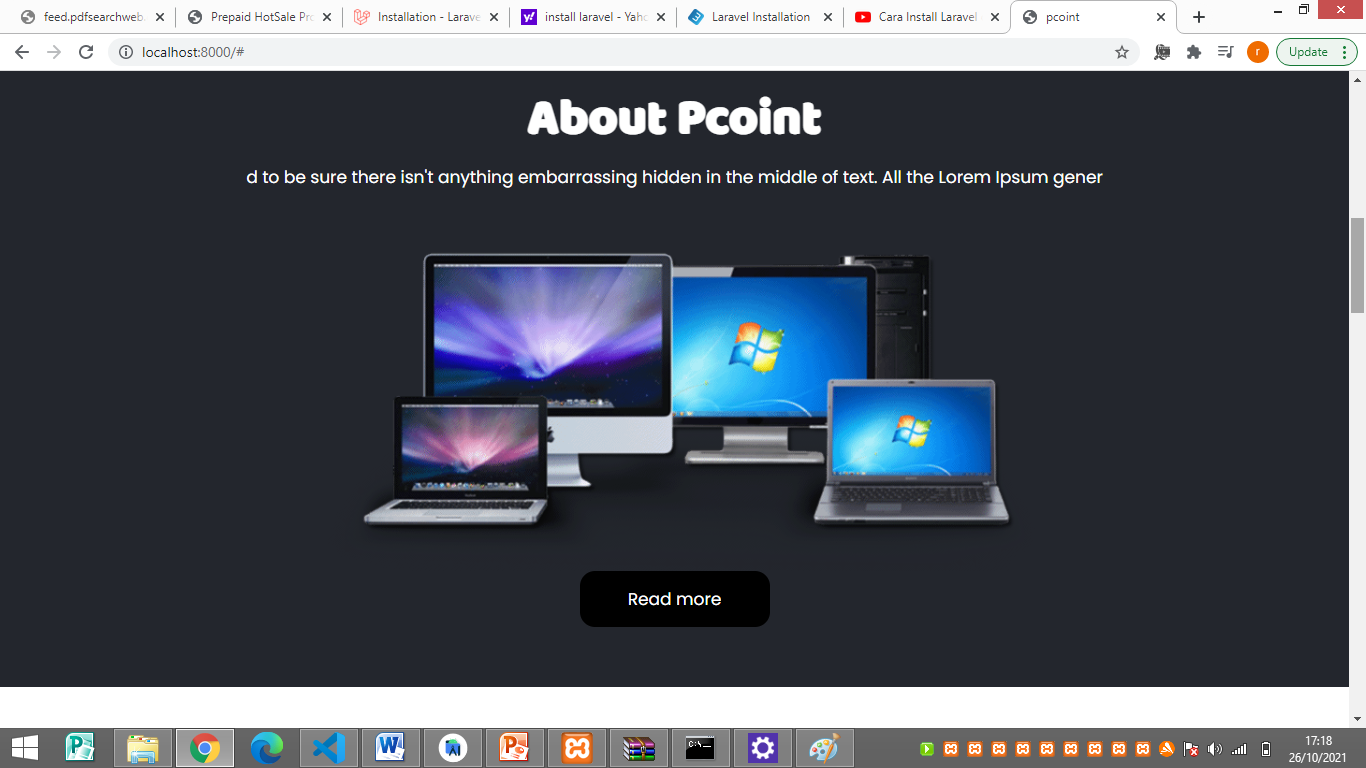 feed.pdfsearchweb.
Prepaid HotSale Pro
Installation - Larave
install laravel - Yaho
Laravel Installation
Cara Install Laravel
pcoint
localhost:8000/#
r
Update
About Pcoint
d to be sure there isn't anything embarrassing hidden in the middle of text. All the Lorem Ipsum gener
Read more
17:18
26/10/2021